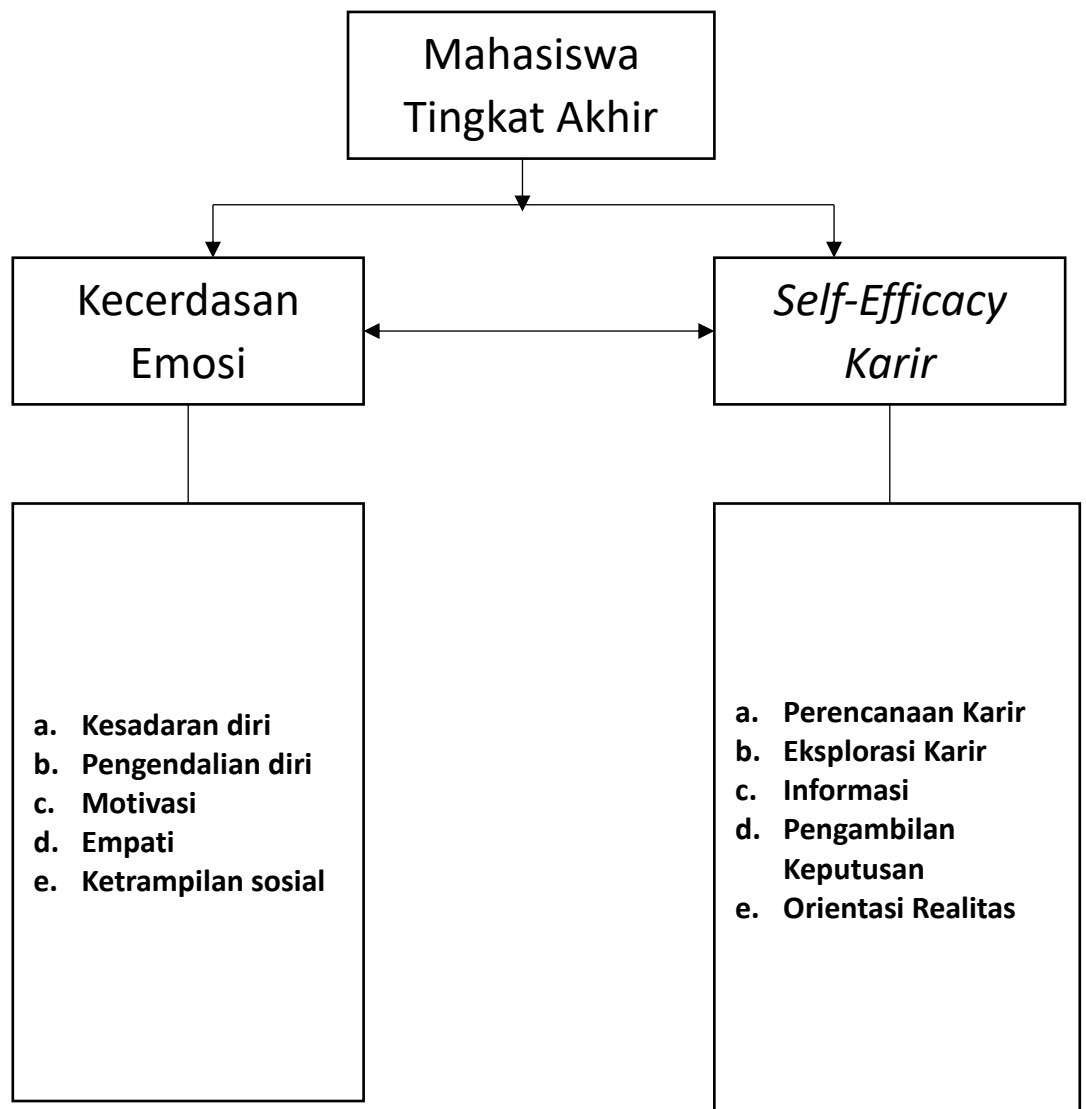 Mahasiswa
Tingkat Akhir
Kecerdasan
Emosi
Self-Efficacy
Karir
a. Kesadaran diri
b. Pengendalian diri
c. Motivasi
d. Empati
e. Ketrampilan sosial
a. Perencanaan Karir
b. Eksplorasi Karir
c. Informasi
d. Pengambilan
Keputusan
e. Orientasi Realitas